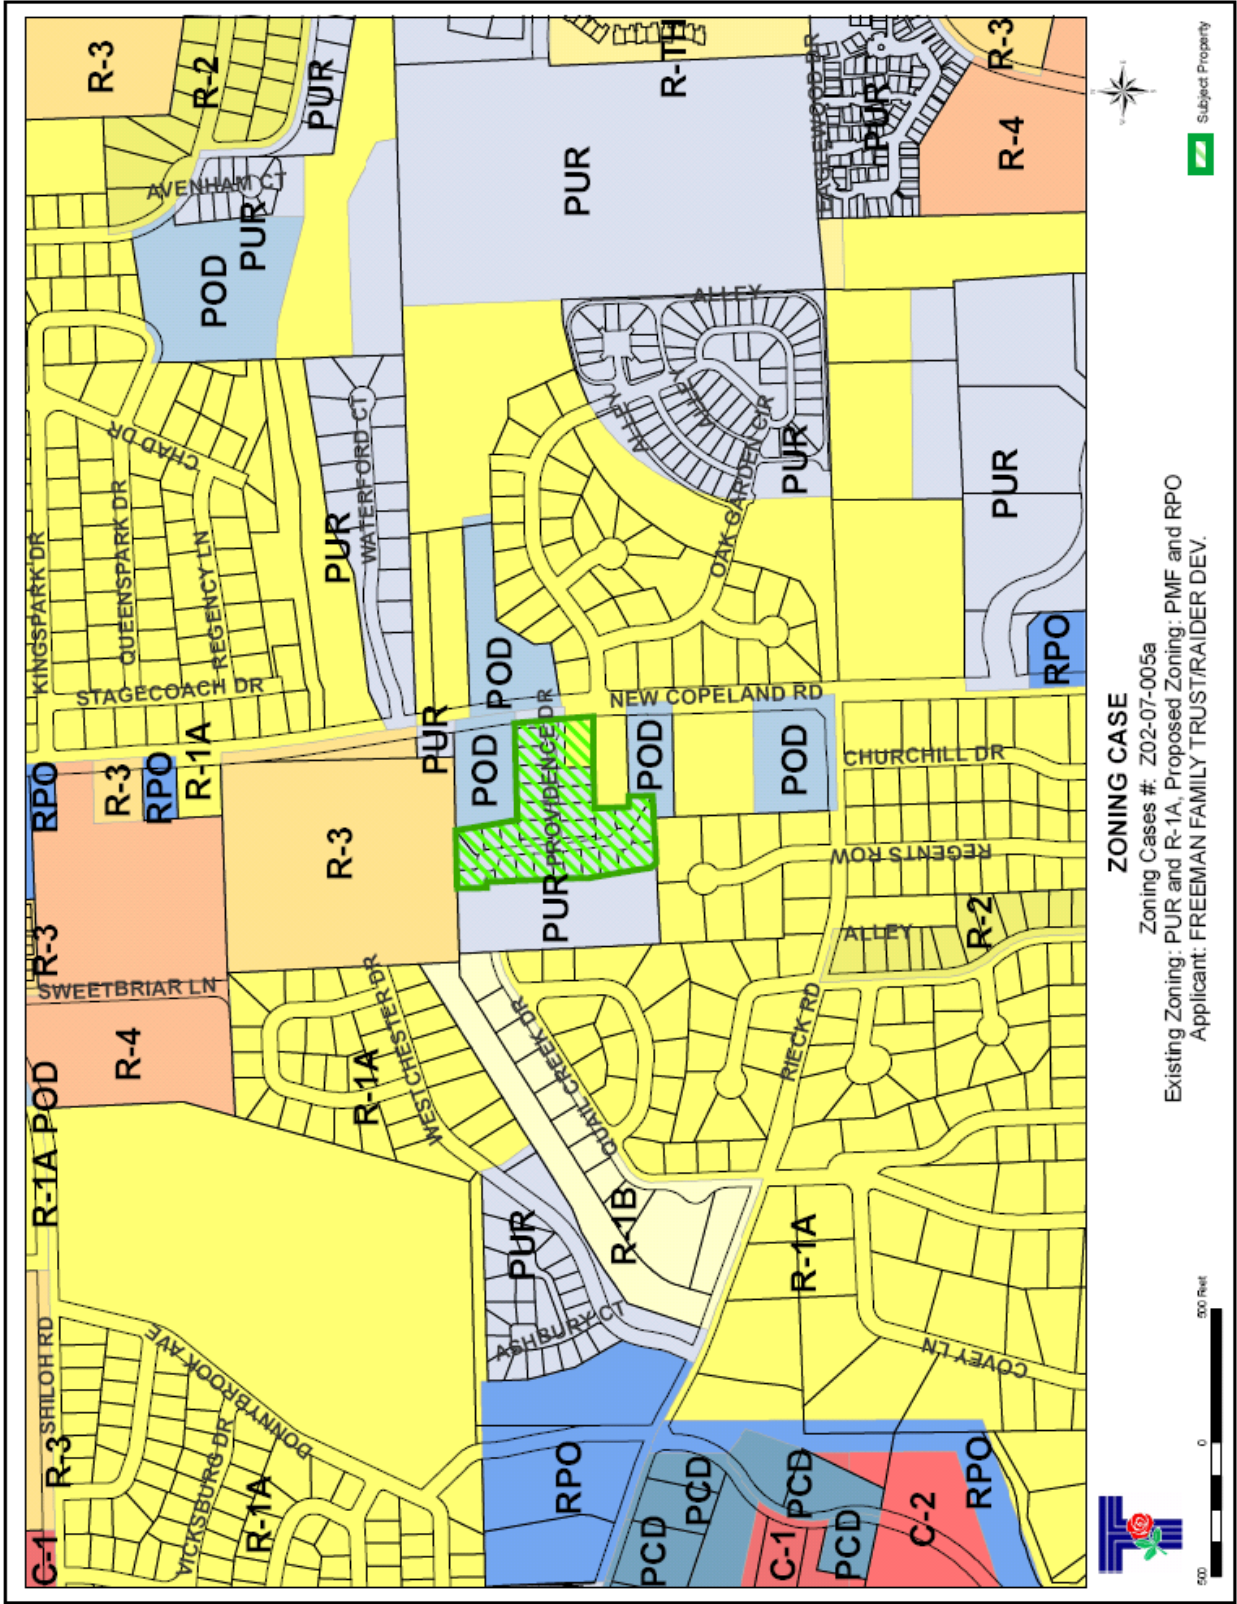 R-3
R-2
PUR
AVENHAM CT
PUR
POD
R-TH
EAGLEWOOD DR
PUR
R-3
R-4
PUR
KINGSPARK DR
CHAD DR
QUEENSPARK DR
REGENCY LN
STAGECOACH DR
PUR
WATERFORD CT
ALLEY
ALLEY
ALLEY
OAK GARDEN CIR
PUR
PUR
RPO
R-3
RPO
R-1A
R-3
PUR
POD
POD
PROVIDENCE DR
NEW COPELAND RD
POD
POD
RPO
CHURCHILL DR
REGENTS ROW
R-3
SWEETBRIAR LN
R-4
PUR
ALLEY
R-2
R-1A
POD
R-1A
WEST CHESTER DR
QUAIL CREEK DR
RIECK RD
PUR
R-1B
R-1A
ASHBURY CT
COVEY LN
SHILOH RD
R-3
C-1
DONNYBROOK AVE
VICKSBURG DR
R-1A
RPO
PCD
PCD
PCD
C-1
PCD
C-2
RPO
ZONING CASE
Zoning Cases #: Z02-07-005a
Existing Zoning: PUR and R-1A, Proposed Zoning: PMF and RPO
Applicant: FREEMAN FAMILY TRUST/RAIDER DEV.
Subject Property
500 0 500 Feet